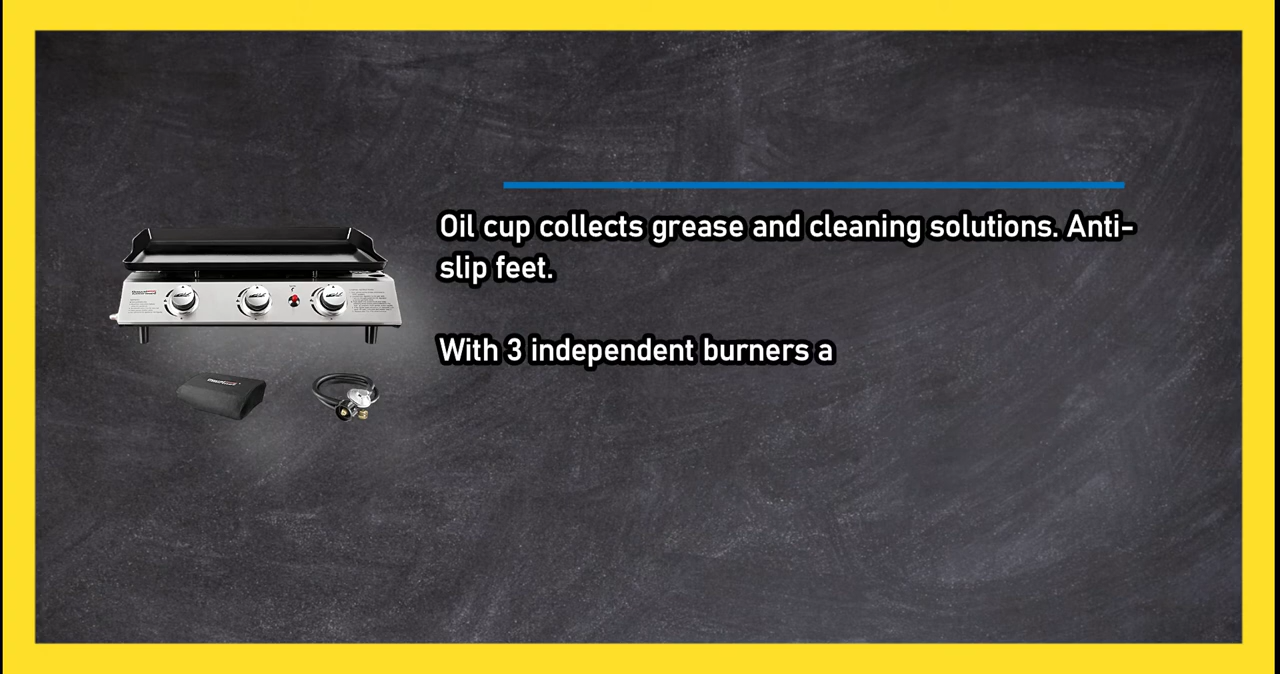 Oil cup collects grease and cleaning solutions. Anti-
slip feet.
With 3 independent burners a